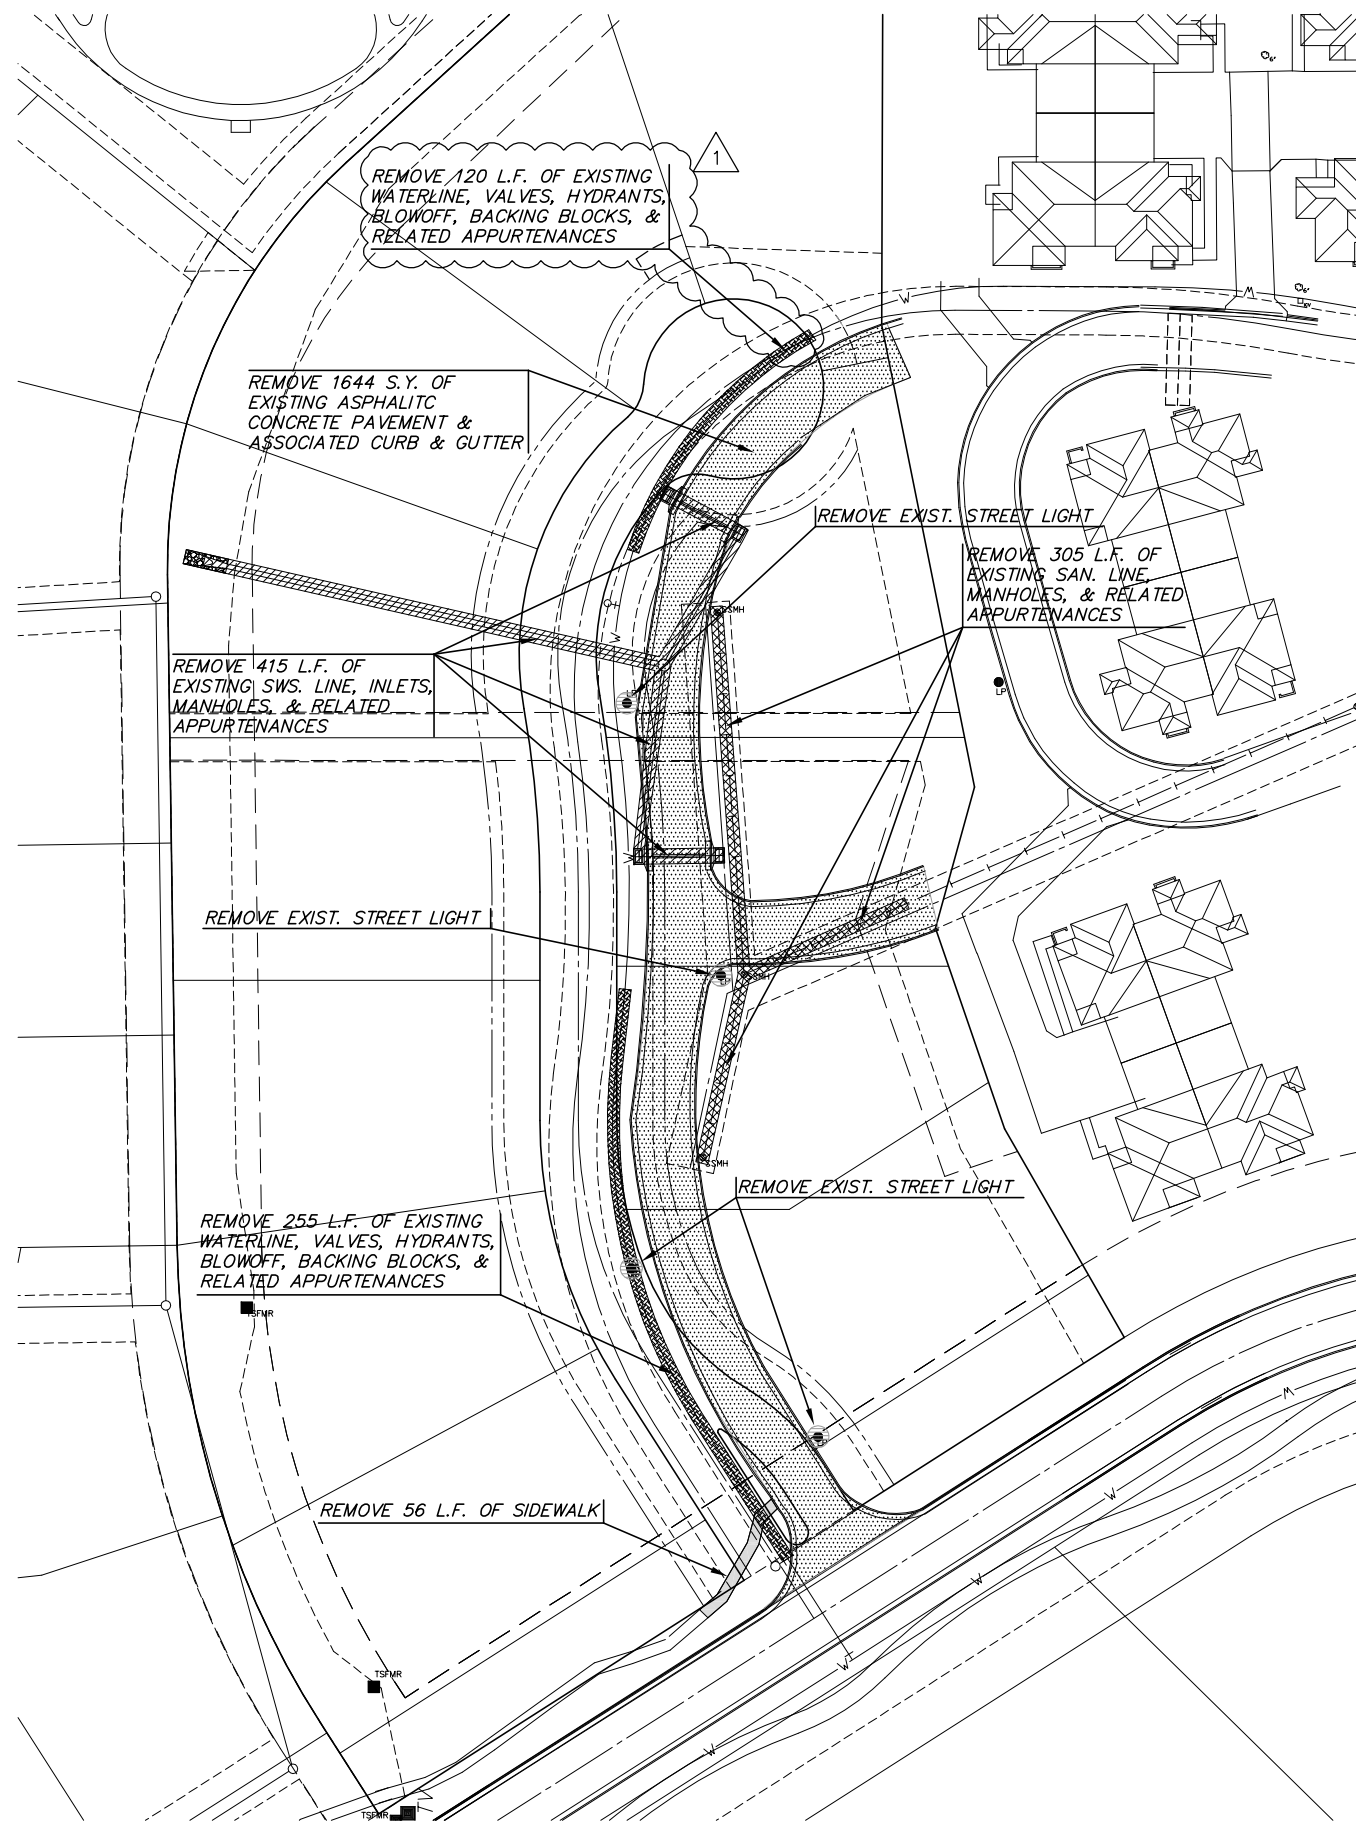 1
REMOVE 120 L.F. OF EXISTING
WATERLINE, VALVES, HYDRANTS,
BLOWOFF, BACKING BLOCKS, &
RELATED APPURTENANCES
6"
W
W
6"
REMOVE 1644 S.Y. OF
EXISTING ASPHALITC
CONCRETE PAVEMENT &
ASSOCIATED CURB & GUTTER
REMOVE EXIST. STREET LIGHT
REMOVE 305 L.F. OF
EXISTING SAN. LINE,
MANHOLES, & RELATED
APPURTENANCES
SSMH
W
REMOVE 415 L.F. OF
EXISTING SWS. LINE, INLETS,
MANHOLES, & RELATED
APPURTENANCES
LP
W
REMOVE EXIST. STREET LIGHT
SSMH
SSMH
REMOVE EXIST. STREET LIGHT
REMOVE 255 L.F. OF EXISTING
WATERLINE, VALVES, HYDRANTS,
BLOWOFF, BACKING BLOCKS, &
RELATED APPURTENANCES
TSFMR
W
W
REMOVE 56 L.F. OF SIDEWALK
W
W
TSFMR
W
TSFMR